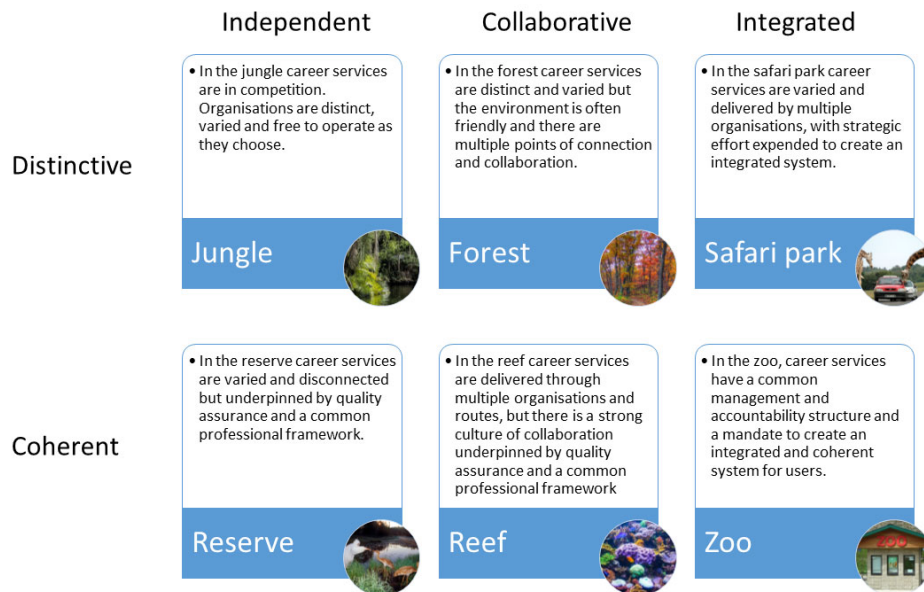 Independent
Collaborative
Integrated
Distinctive
• In the jungle career services
are in competition.
Organisations are distinct,
varied and free to operate as
they choose.
Jungle
• In the forest career services
are distinct and varied but
the environment is often
friendly and there are
multiple points of connection
and collaboration.
Forest
• In the safari park career
services are varied and
delivered by multiple
organisations, with strategic
effort expended to create an
integrated system.
Safari park
Coherent
• In the reserve career services
are varied and disconnected
but underpinned by quality
assurance and a common
professional framework.
Reserve
• In the reef career services
are delivered through
multiple organisations and
routes, but there is a strong
culture of collaboration
underpinned by quality
assurance and a common
professional framework
Reef
• In the zoo, career services
have a common
management and
accountability structure and
a mandate to create an
integrated and coherent
system for users.
Zoo
ZOO